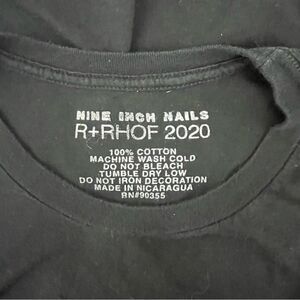 NINE INCH NAILS
R+RHOF 2020
100% COTTON
MACHINE WASH COLD
DO NOT BLEACH
TUMBLE DRY LOW
DO NOT IRON DECORATION
MADE IN NICARAGUA
RN#90355